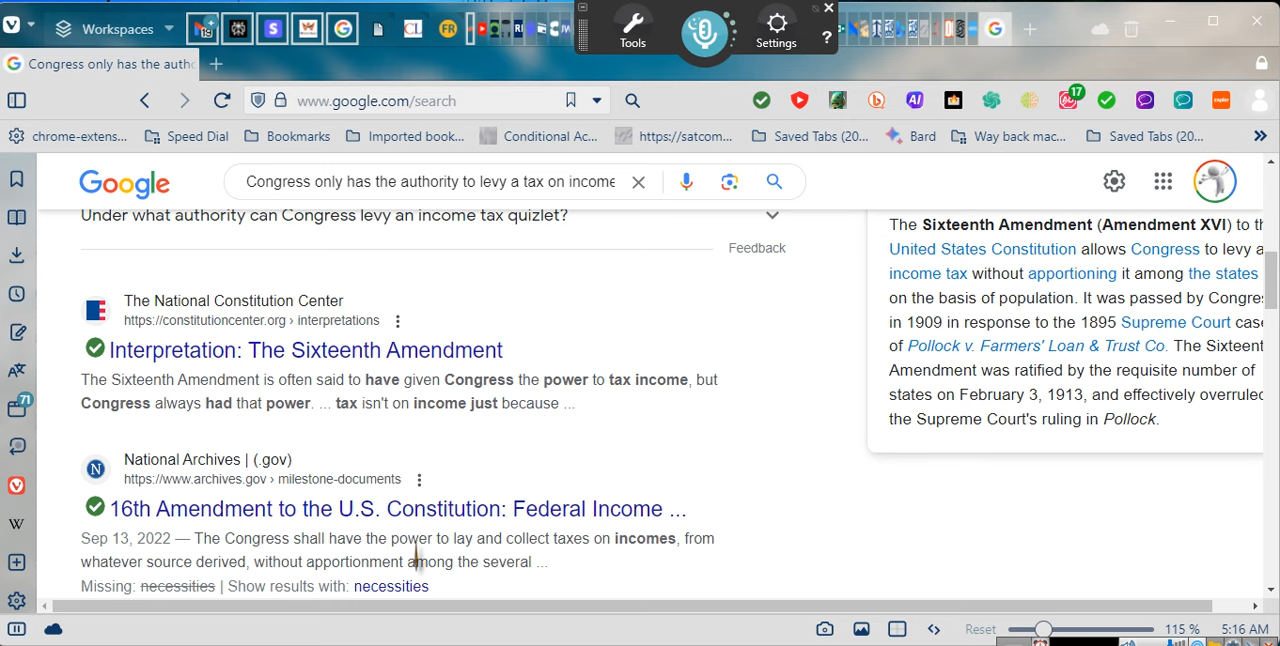 Workspaces
19
S
CL
FR
Tools
Settings
?
Congress only has the autho
www.google.com/search
AI
17
chrome-extens...
Speed Dial
Bookmarks
Imported book...
Conditional Ac...
https://satcom...
Saved Tabs (20...
Bard
Way back mac...
Saved Tabs (20...
Google
Congress only has the authority to levy a tax on income
Under what authority can Congress levy an income tax quizlet?
Feedback
The National Constitution Center
https://constitutioncenter.org › interpretations
Interpretation: The Sixteenth Amendment
The Sixteenth Amendment is often said to have given Congress the power to tax income, but
Congress always had that power. ... tax isn't on income just because ...
National Archives | (.gov)
https://www.archives.gov › milestone-documents
16th Amendment to the U.S. Constitution: Federal Income ...
Sep 13, 2022 — The Congress shall have the power to lay and collect taxes on incomes, from
whatever source derived, without apportionment among the several ...
Missing: necessities | Show results with: necessities
The Sixteenth Amendment (Amendment XVI) to th
United States Constitution allows Congress to levy a
income tax without apportioning it among the states
on the basis of population. It was passed by Congre
in 1909 in response to the 1895 Supreme Court case
of Pollock v. Farmers' Loan & Trust Co. The Sixteent
Amendment was ratified by the requisite number of
states on February 3, 1913, and effectively overruled
the Supreme Court's ruling in Pollock.
71
W
N
Reset
115 %
5:16 AM